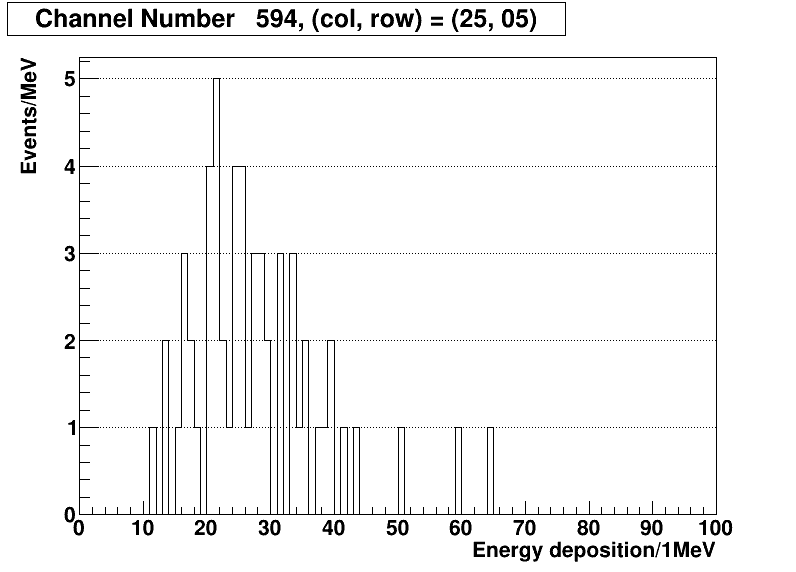 Channel Number 594, (col, row) = (25, 05)
Events/MeV
5
4
3
2
1
0
0 10 20 30 40 50 60 70 80 90 100
Energy deposition/1MeV